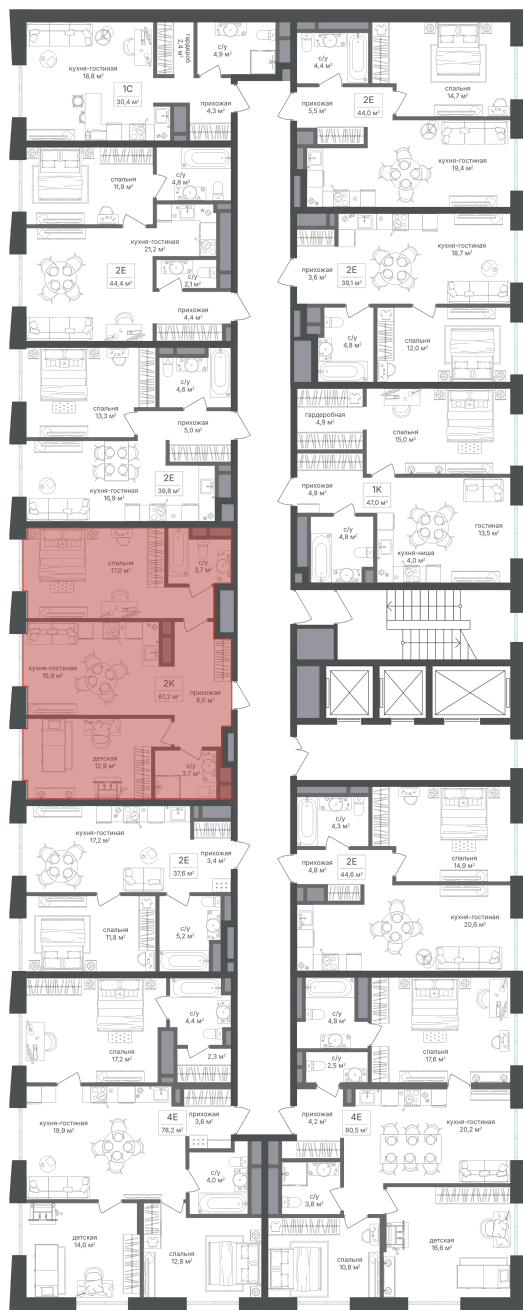 кухня-гостиная
18,8 м²
гардероб
2,4 м²
с/у
4,9 м²
1С
30,4 м²
прихожая
4,3 м²
с/у
4,4 м²
спальня
14,7 м²
прихожая
5,5 м²
2Е
44,0 м²
кухня-гостиная
19,4 м²
спальня
11,9 м²
с/у
4,8 м²
кухня-гостиная
21,2 м²
2Е
44,4 м²
с/у
2,1 м²
прихожая
4,4 м²
кухня-гостиная
18,7 м²
прихожая
3,6 м²
2Е
39,1 м²
с/у
4,8 м²
спальня
12,0 м²
с/у
4,6 м²
спальня
13,3 м²
прихожая
5,0 м²
2Е
39,8 м²
кухня-гостиная
16,9 м²
гардеробная
4,9 м²
спальня
15,0 м²
прихожая
4,8 м²
1К
47,0 м²
гостиная
13,5 м²
с/у
4,8 м²
кухня-ниша
4,0 м²
спальня
17,0 м²
с/у
3,7 м²
кухня-гостиная
15,9 м²
2К
61,2 м²
прихожая
8,0 м²
детская
12,9 м²
с/у
3,7 м²
кухня-гостиная
17,2 м²
прихожая
3,4 м²
2Е
37,6 м²
спальня
11,8 м²
с/у
5,2 м²
с/у
4,3 м²
прихожая
4,8 м²
2Е
44,6 м²
спальня
14,9 м²
кухня-гостиная
20,6 м²
с/у
4,4 м²
спальня
17,2 м²
2,3 м²
4Е
78,2 м²
прихожая
3,6 м²
кухня-гостиная
19,9 м²
с/у
4,0 м²
детская
14,0 м²
спальня
12,8 м²
с/у
4,8 м²
с/у
2,5 м²
спальня
17,6 м²
прихожая
4,2 м²
4Е
80,5 м²
кухня-гостиная
20,2 м²
с/у
3,8 м²
спальня
10,8 м²
детская
16,6 м²